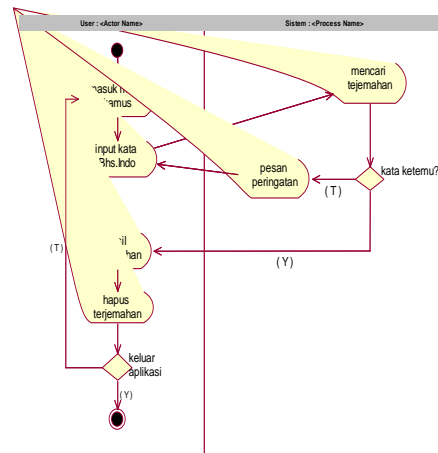 User : <Actor Name>
Sistem : <Process Name>
mencari
tejemahan
input kata
Bhs.Indo
pesan
peringatan
kata ketemu?
( T )
( Y )
( T )
hapus
terjemahan
keluar
aplikasi
( Y )